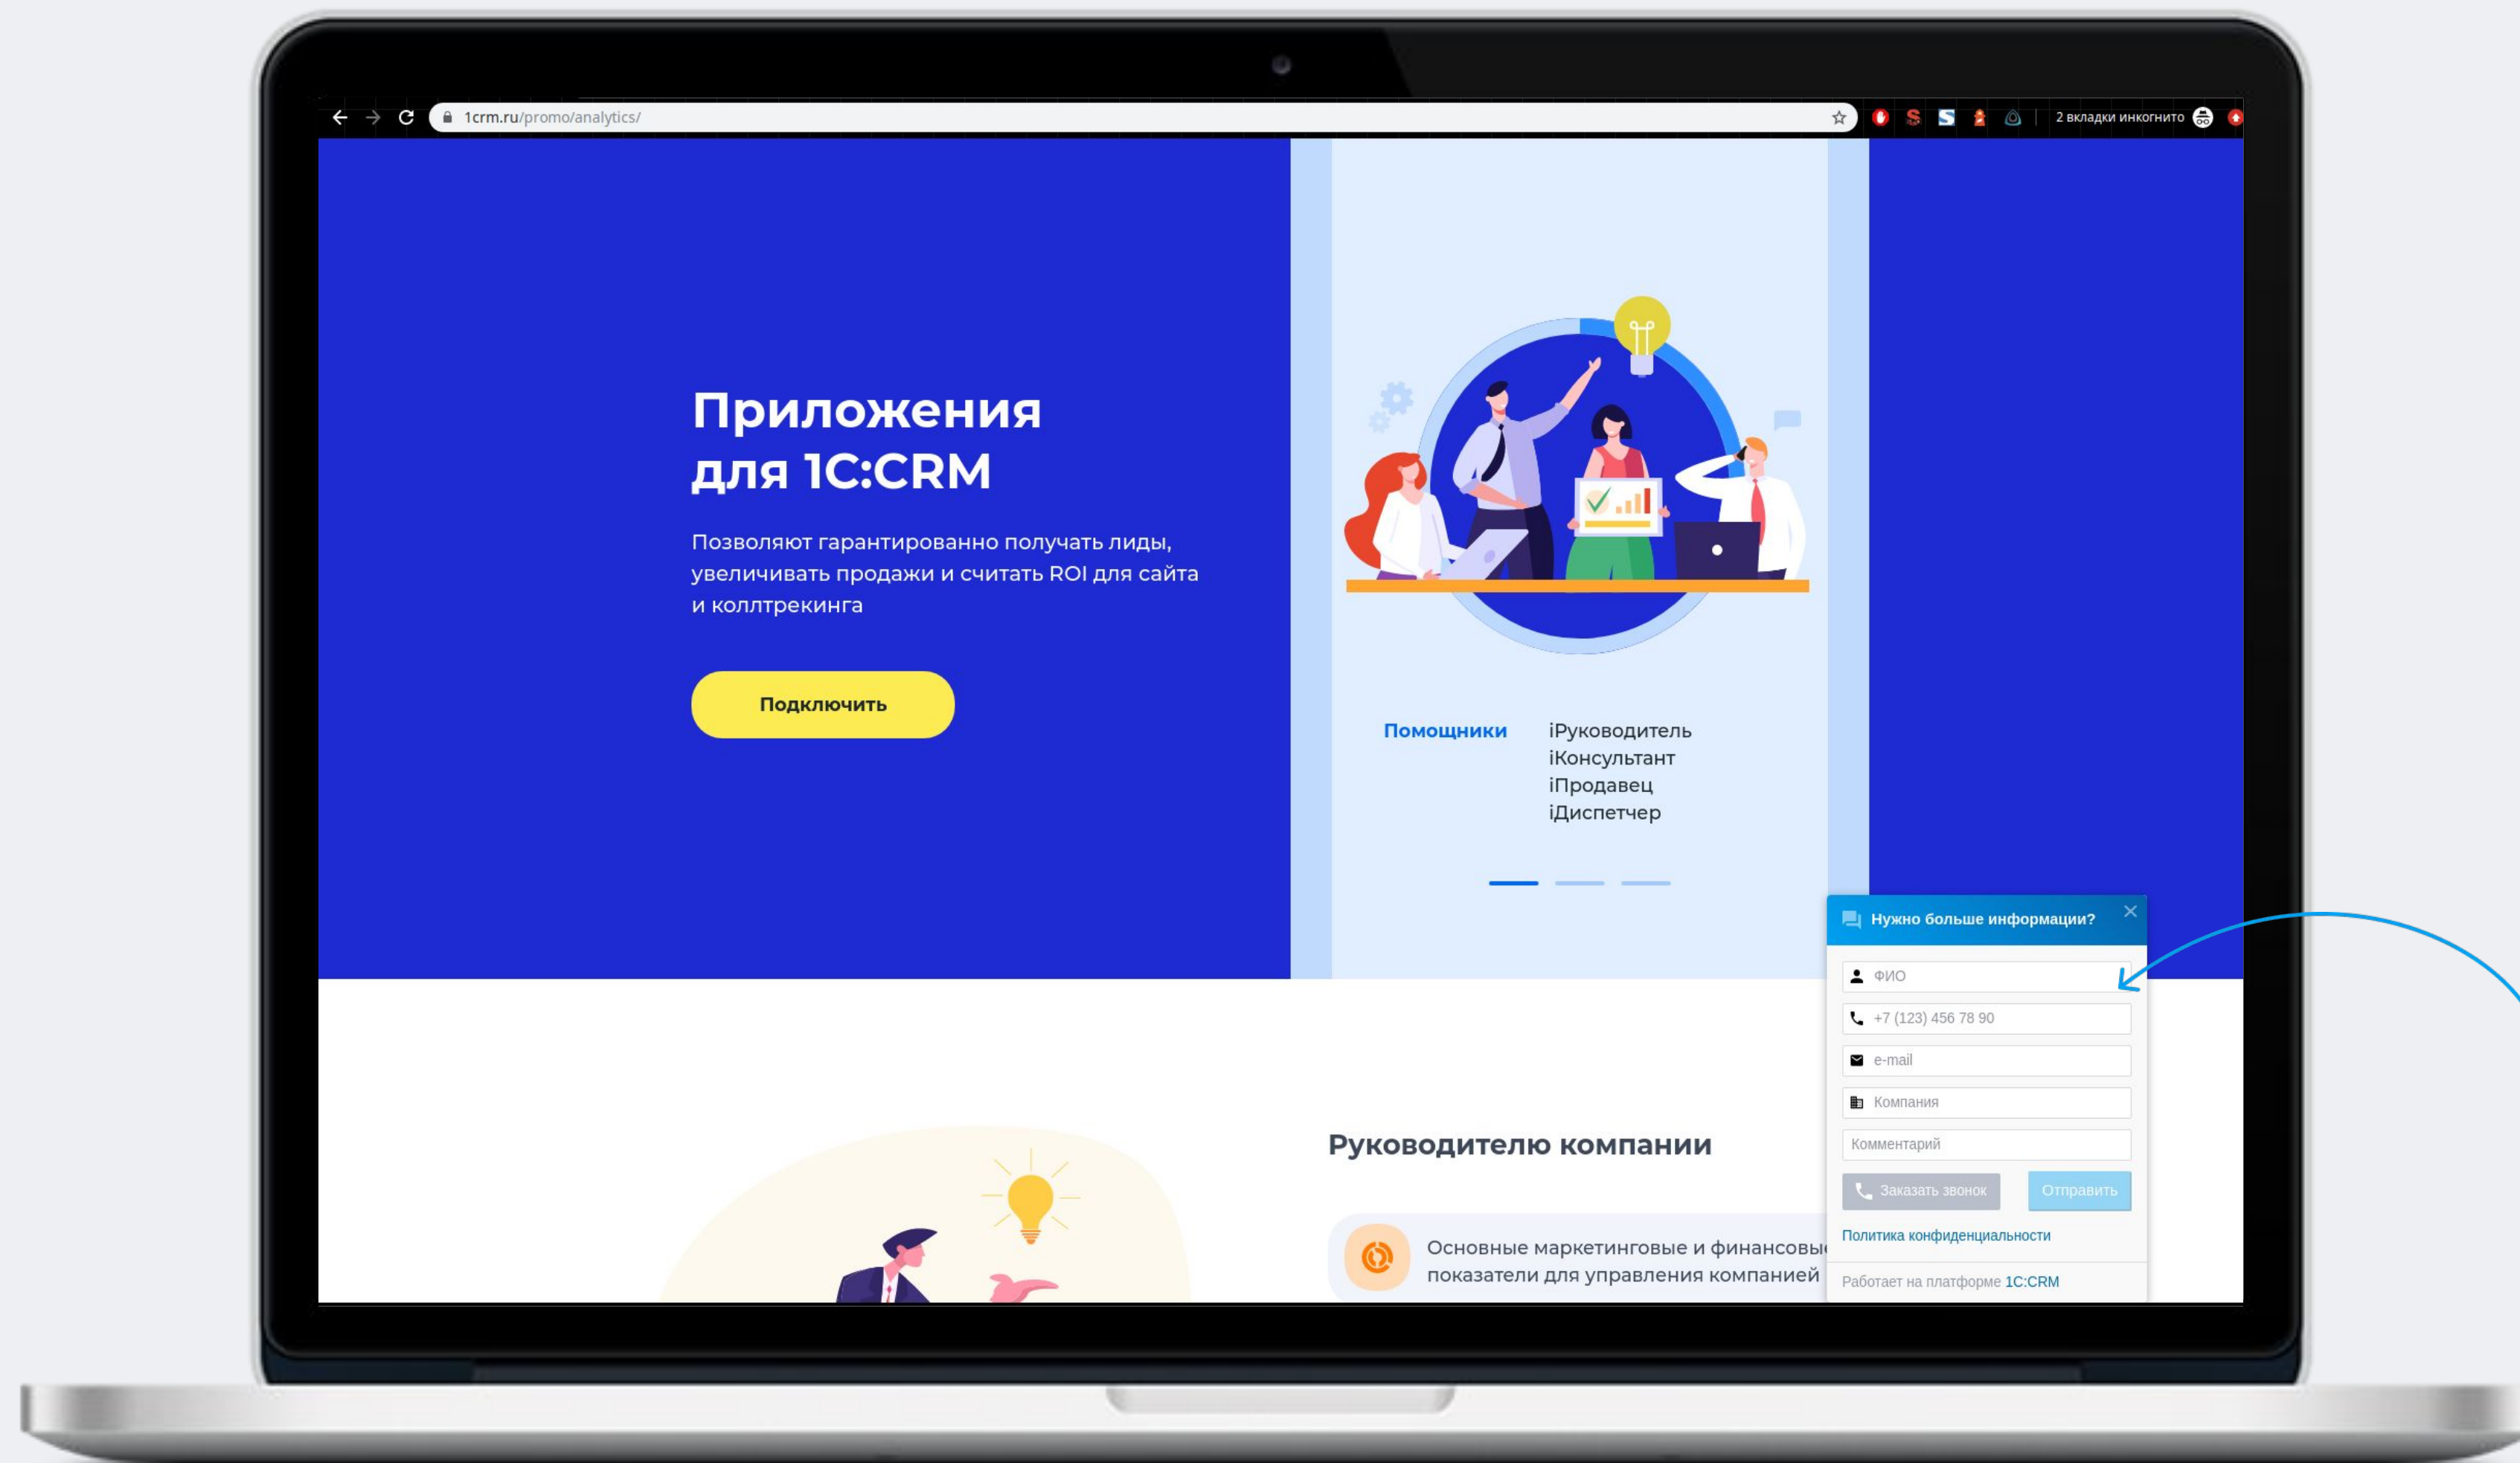 1crm.ru/promo/analytics/
2 вкладки инкогнито
Приложения
для 1С:CRM
Позволяют гарантированно получать лиды,
увеличивать продажи и считать ROI для сайта
и коллтрекинга
Подключить
Помощники
iРуководитель
iКонсультант
iПродавец
iДиспетчер
Руководителю компании
Основные маркетинговые и финансовые
показатели для управления компанией
Нужно больше информации?
ФИО
+7 (123) 456 78 90
e-mail
Компания
Комментарий
Заказать звонок
Отправить
Политика конфиденциальности
Работает на платформе 1C:CRM